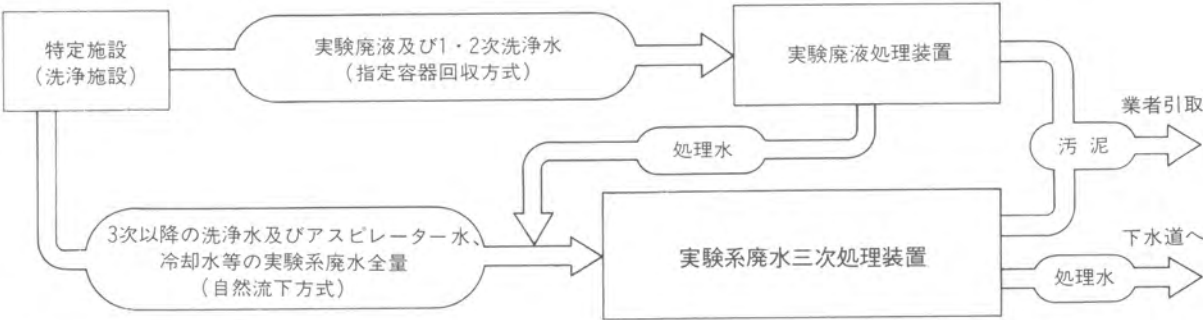 特定施設
(洗浄施設)
実験廃液及び1・2次洗浄水
(指定容器回収方式)
実験廃液処理装置
業者引取
処理水
汚泥
3次以降の洗浄水及びアスピレーター水、
冷却水等の実験系廃水全量
(自然流下方式)
実験系廃水三次処理装置
下水道へ
処理水